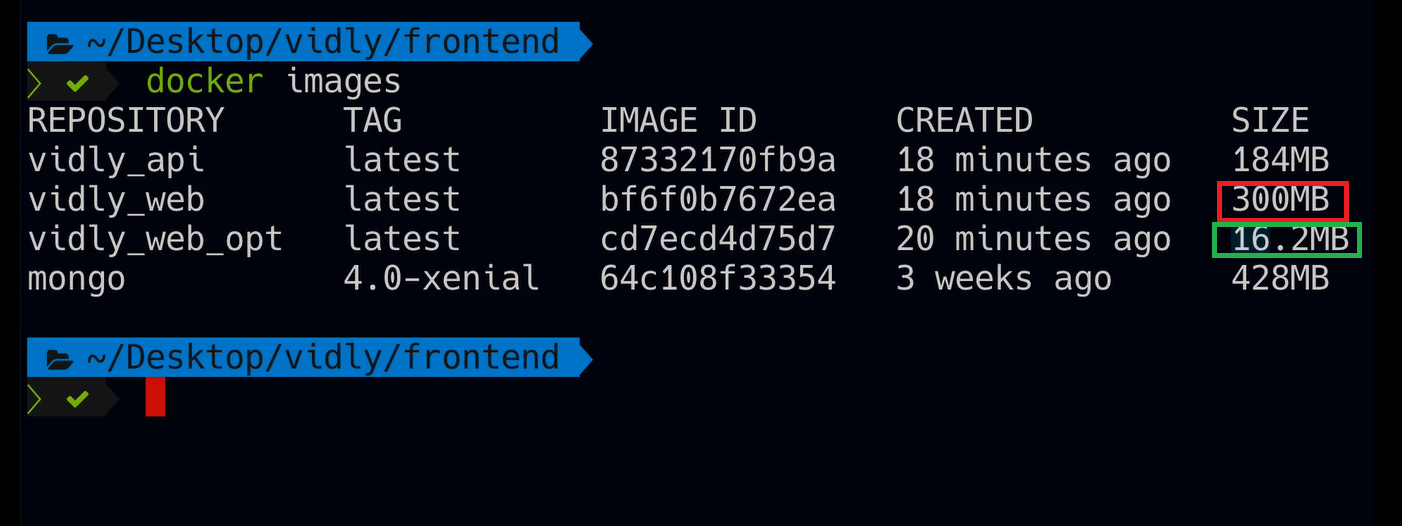 ~/Desktop/vidly/frontend
docker images
REPOSITORY TAG IMAGE ID CREATED SIZE
vidly_api latest 87332170fb9a 18 minutes ago 184MB
vidly_web latest bf6f0b7672ea 18 minutes ago 300MB
vidly_web_opt latest cd7ecd4d75d7 20 minutes ago 16.2MB
mongo 4.0-xenial 64c108f33354 3 weeks ago 428MB
~/Desktop/vidly/frontend